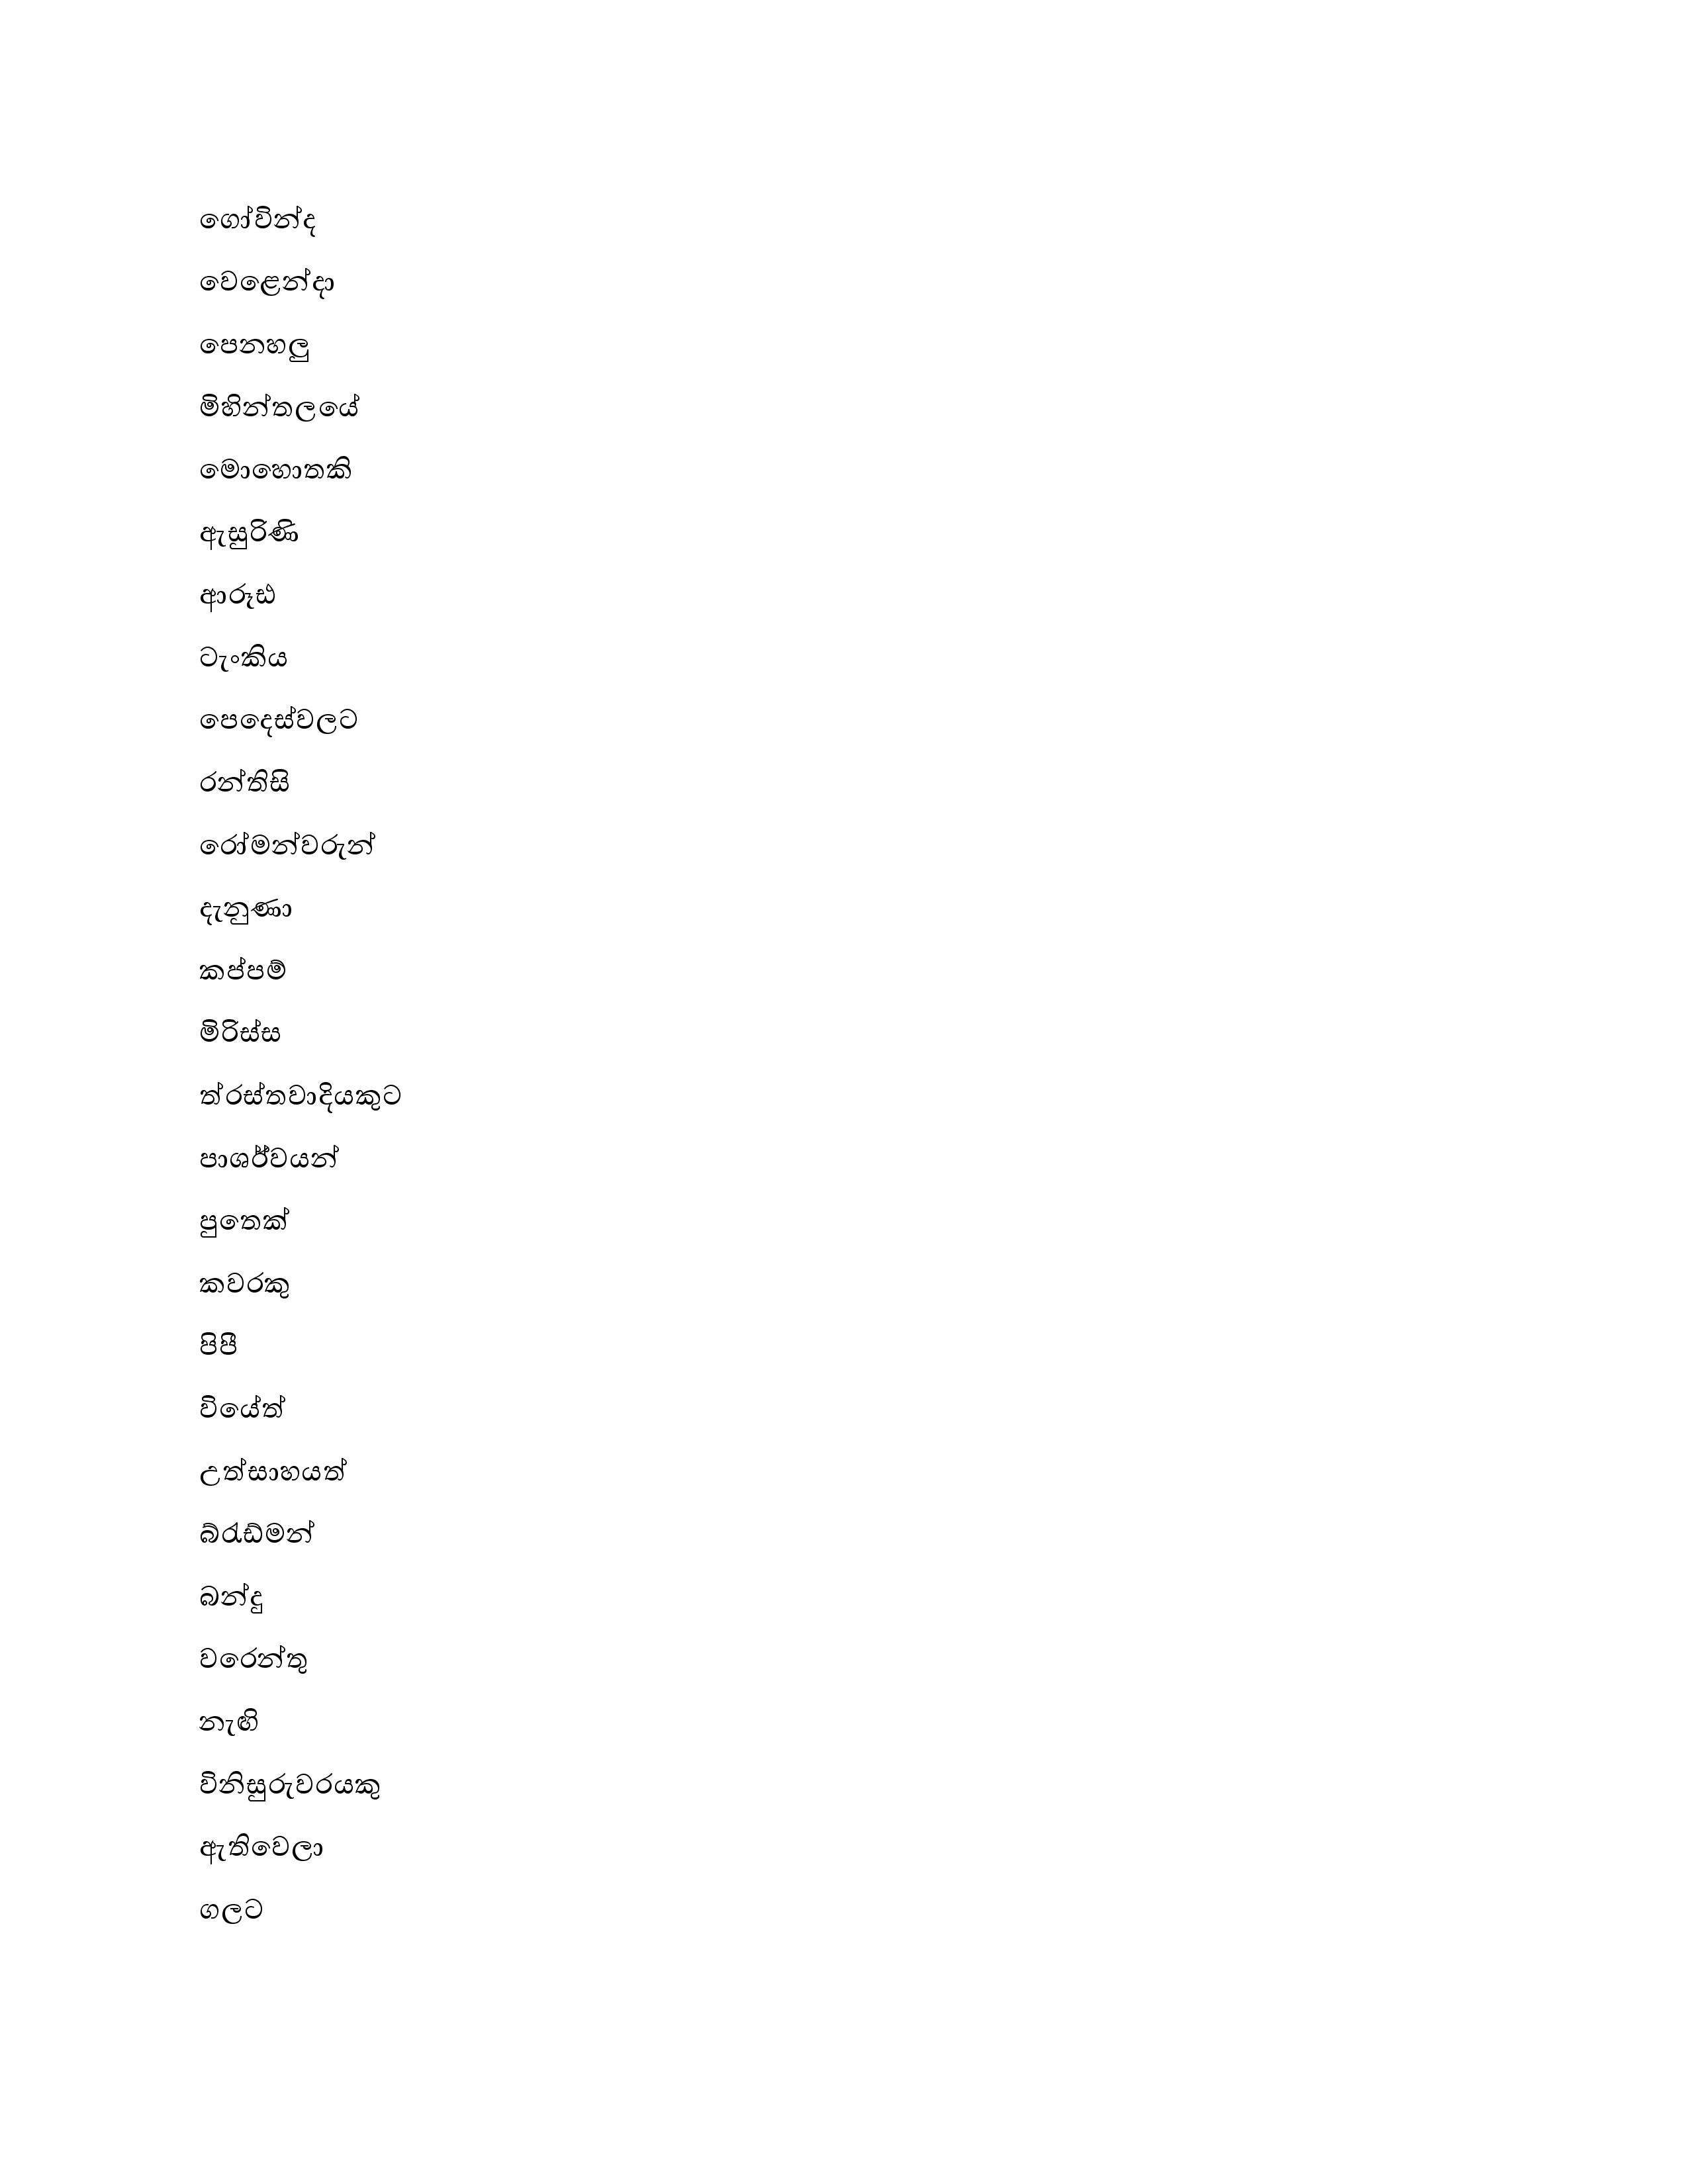 ගෝවින්ද
වෙළෙන්දා
පෙනහලු
මිහින්තලයේ
මොහොතකි
ඇසුරිණි
ආරූඪ
ටැංකිය
පෙදෙස්වලට
රන්තිසි
රෝමන්වරුන්
දැනුණා
කප්පම්
මිරිස්ස
ත්රස්තවාදියකුට
පාශර්ව‍යන්
පුතෙක්
කවරකු
පිපී
වියේත්
උත්සාහයත්
බ්රැඩ්මන්
බන්දු
වරෙන්තු
නැඟි
විනිසුරුවරයකු
ඇතිවෙලා
ගලට